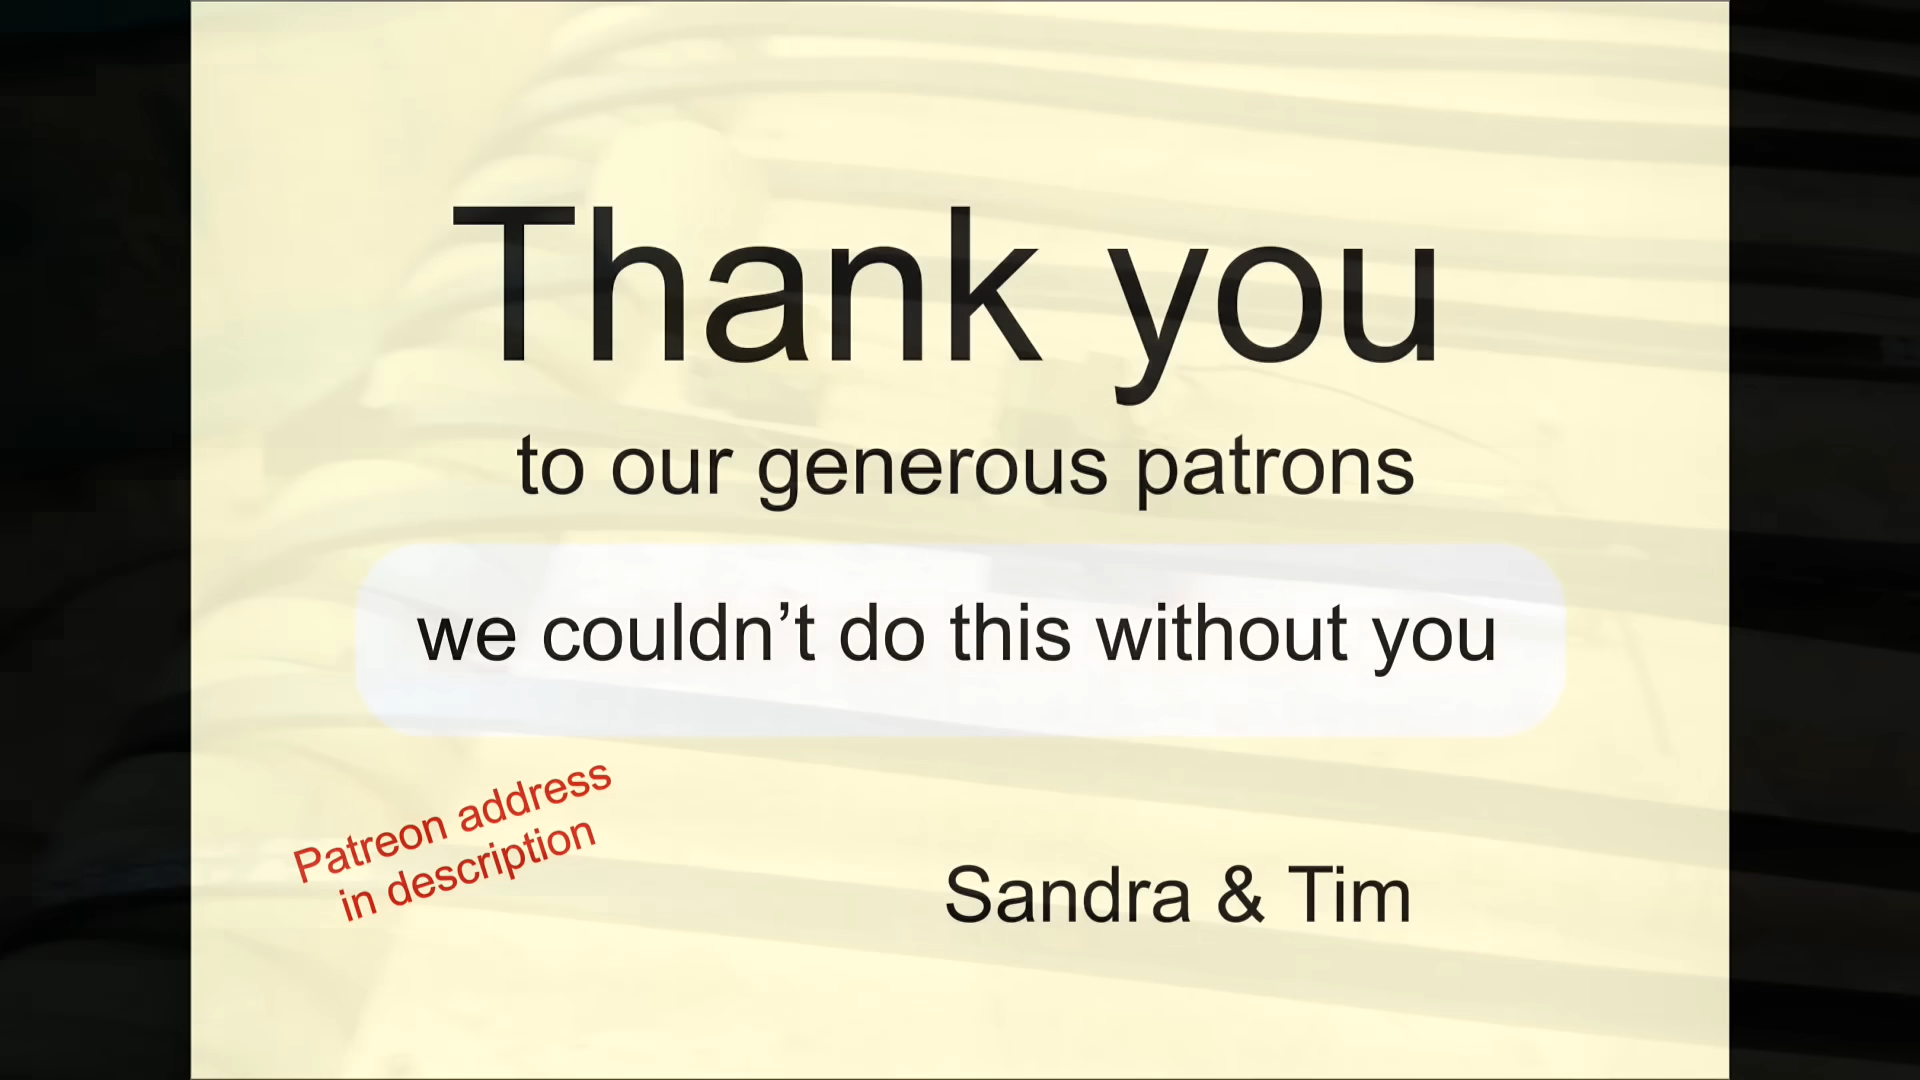 Thank you
to our generous patrons
we couldn’t do this without you
Patreon address
in description
Sandra & Tim